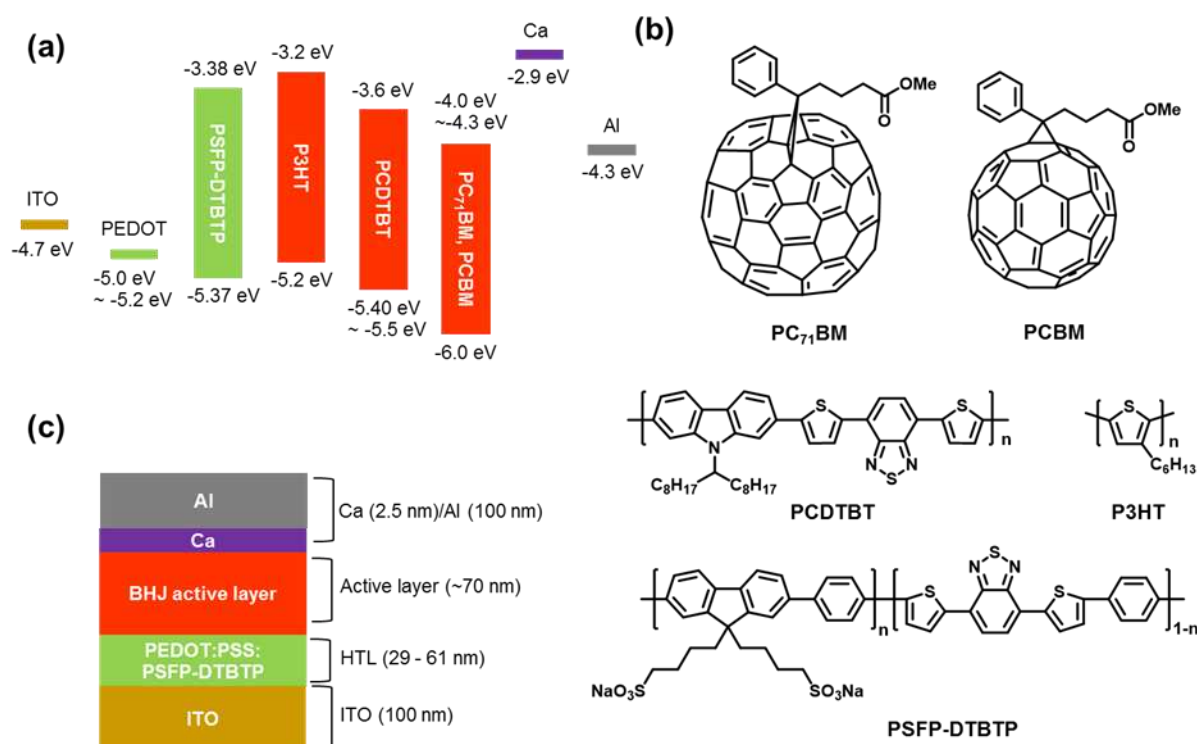 (a)
Ca
-2.9 eV
-3.38 eV
-3.2 eV
-3.6 eV
-4.0 eV
~-4.3 eV
Al
-4.3 eV
PSFP-DTBTP
P3HT
PCDTBT
PC71BM, PCBM
ITO
-4.7 eV
PEDOT
-5.0 eV
~ -5.2 eV
-5.37 eV
-5.2 eV
-5.40 eV
~ -5.5 eV
-6.0 eV
(b)
OMe
O
PC71BM
OMe
O
PCBM
S
S
n
N
N
N
S
C8H17
C8H17
PCDTBT
S
n
C6H13
P3HT
S
N
N
S
S
n
1-n
NaO3S
SO3Na
PSFP-DTBTP
(c)
Al
Ca
Ca (2.5 nm)/Al (100 nm)
BHJ active layer
Active layer (~70 nm)
PEDOT:PSS:
PSFP-DTBTP
HTL (29 - 61 nm)
ITO
ITO (100 nm)